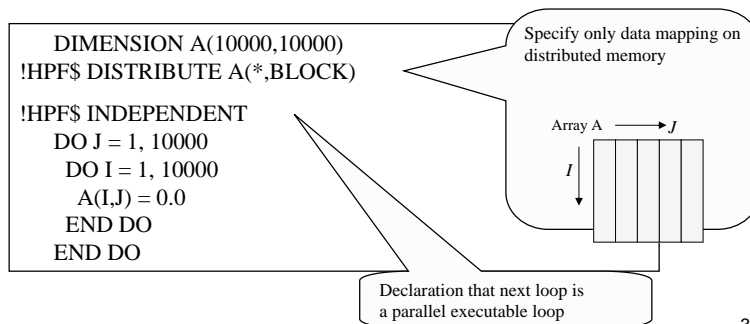 DIMENSION A(10000,10000)
!HPF$ DISTRIBUTE A(*,BLOCK)
!HPF$ INDEPENDENT
DO J = 1, 10000
DO I = 1, 10000
A(I,J) = 0.0
END DO
END DO
Specify only data mapping on
distributed memory
Array A
J
I
Declaration that next loop is
a parallel executable loop